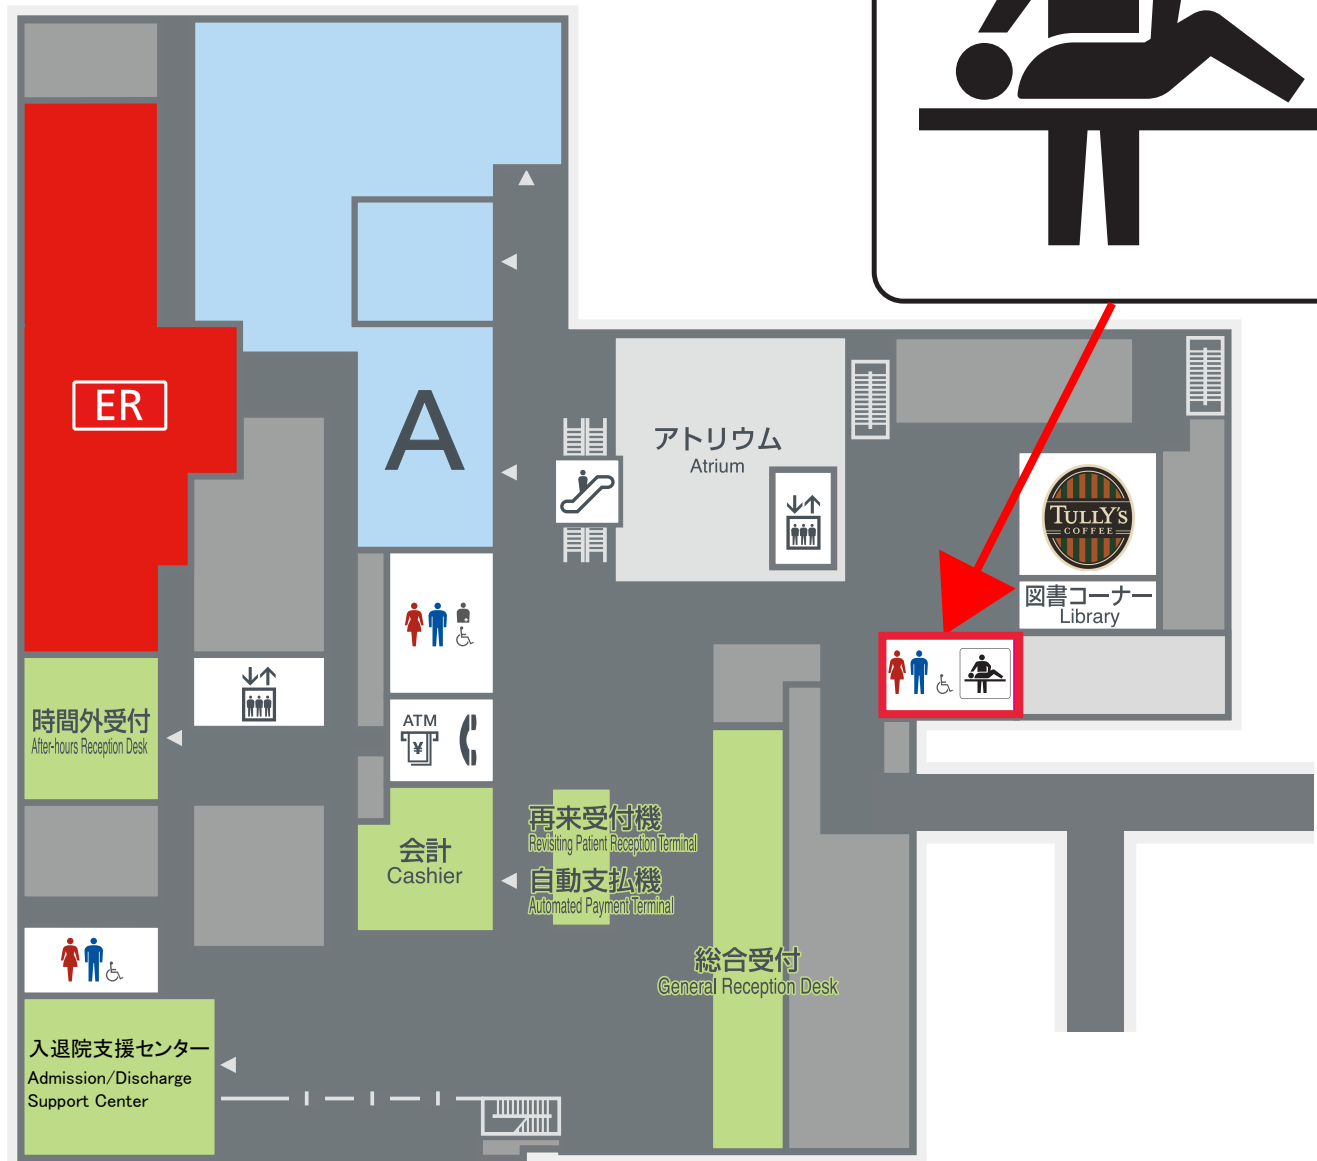 ER
A
アトリウム
Atrium
TULLY'S
COFFEE
図書コーナー
Library
ATM
¥
時間外受付
After-hours Reception Desk
再来受付機
Revisiting Patient Reception Terminal
会計
Cashier
自動支払機
Automated Payment Terminal
総合受付
General Reception Desk
入退院支援センター
Admission/Discharge
Support Center